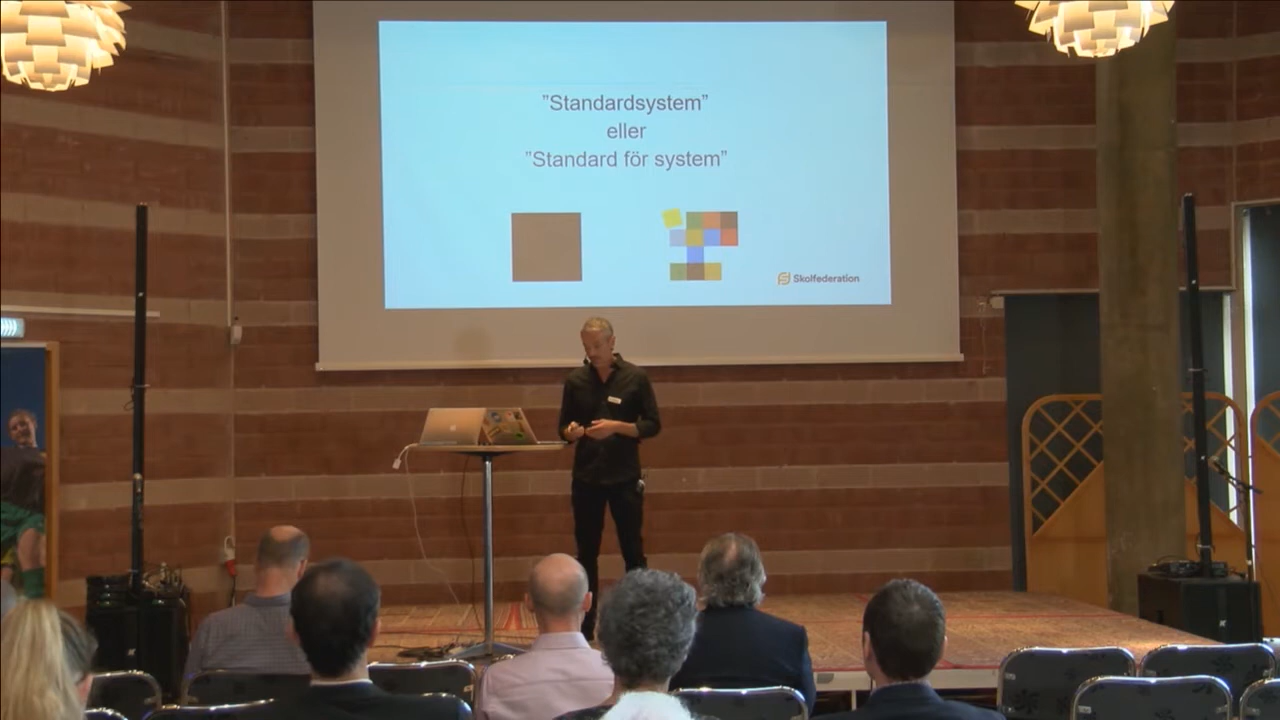 ”Standardsystem”
eller
”Standard för system”
Skolfederation